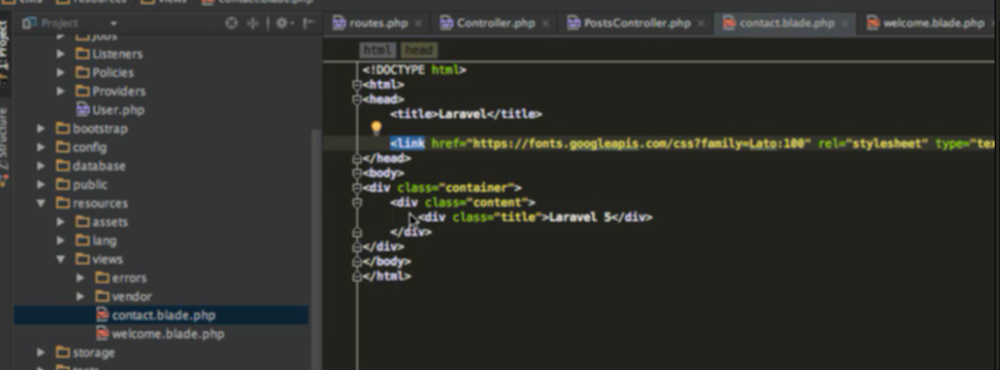 contact.blade.php
Project
routes.php
Controller.php
PostsController.php
contact.blade.php
welcome.blade.php
1: Project
Z: Structure
Jobs
Listeners
Policies
Providers
User.php
bootstrap
config
database
public
resources
assets
lang
views
errors
vendor
contact.blade.php
welcome.blade.php
storage
tests
html head
<!DOCTYPE html>
<html>
<head>
<title>Laravel</title>
<link href="https://fonts.googleapis.com/css?family=Lato:100" rel="stylesheet" type="tex
</head>
<body>
<div class="container">
<div class="content">
<div class="title">Laravel 5</div>
</div>
</div>
</body>
</html>